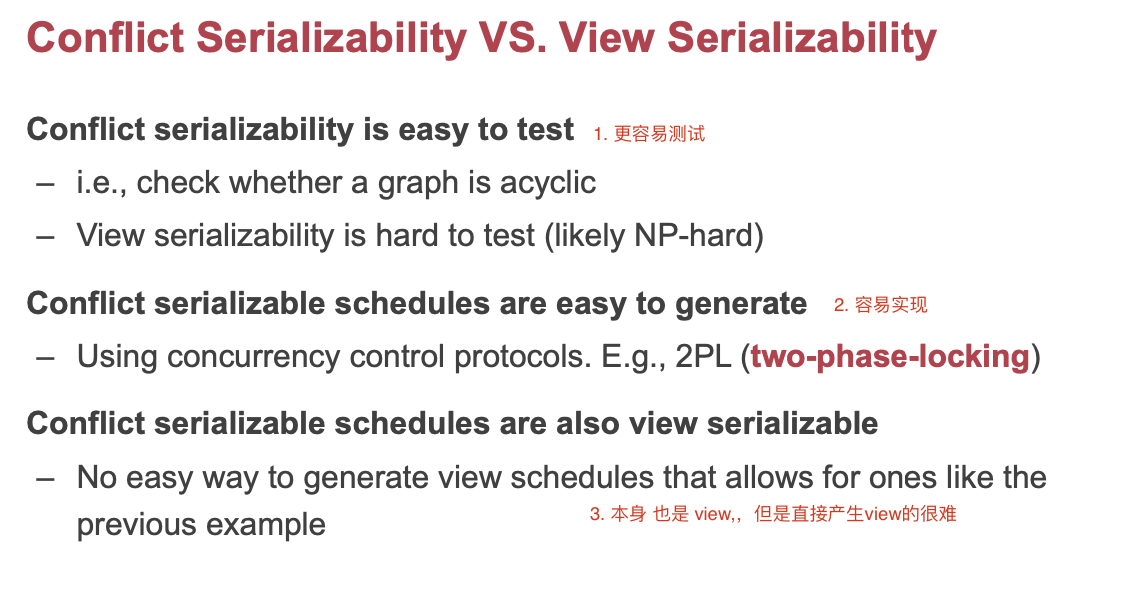 Conflict Serializability VS. View Serializability
Conflict serializability is easy to test 1. 更容易测试
– i.e., check whether a graph is acyclic
– View serializability is hard to test (likely NP-hard)
Conflict serializable schedules are easy to generate 2. 容易实现
– Using concurrency control protocols. E.g., 2PL (two-phase-locking)
Conflict serializable schedules are also view serializable
– No easy way to generate view schedules that allows for ones like the
previous example 3. 本身 也是 view,，但是直接产生view的很难